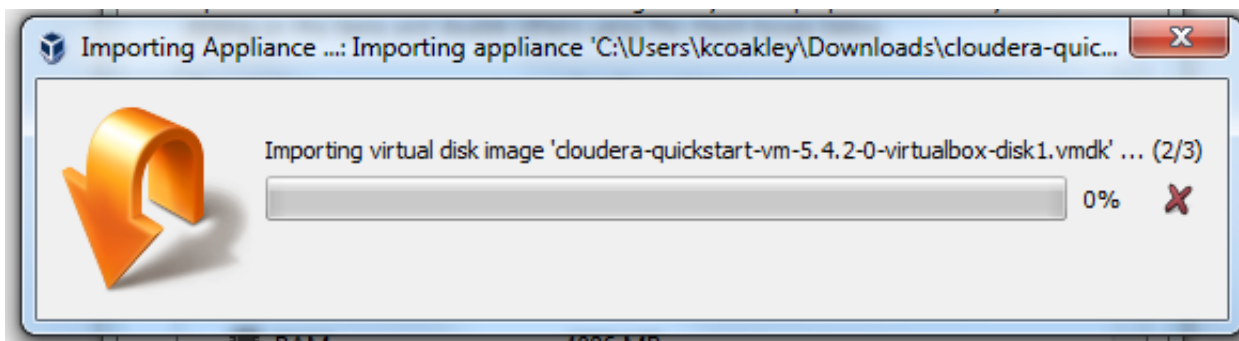 Importing Appliance ...: Importing appliance 'C:\Users\kcoakley\Downloads\cloudera-quic...
Importing virtual disk image 'cloudera-quickstart-vm-5.4.2-0-virtualbox-disk1.vmdk' ... (2/3)
0%